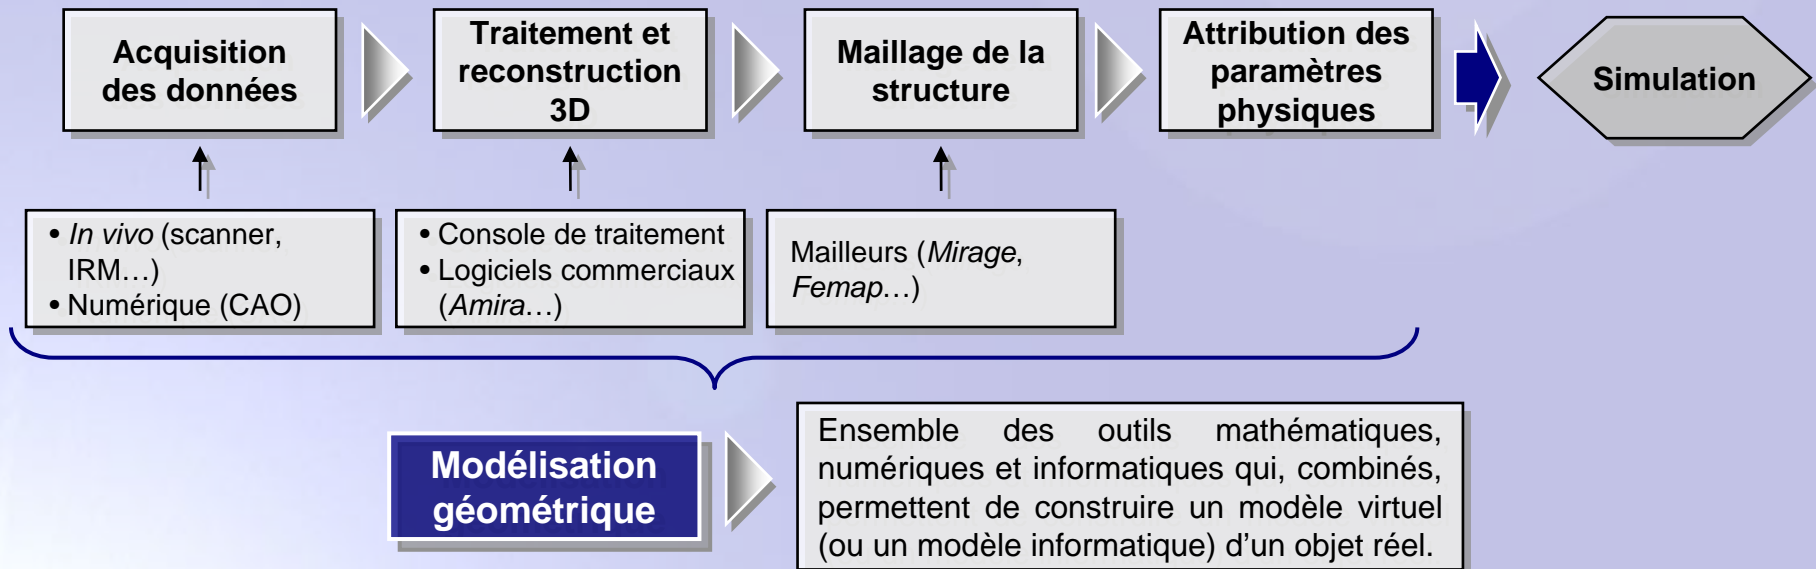 Acquisition
des données
Traitement et
reconstruction
3D
Maillage de la
structure
Attribution des
paramètres
physiques
Simulation
• In vivo (scanner,
IRM…)
• Numérique (CAO)
• Console de traitement
• Logiciels commerciaux
(Amira…)
Mailleurs (Mirage,
Femap…)
Modélisation
géométrique
Ensemble des outils mathématiques,
numériques et informatiques qui, combinés,
permettent de construire un modèle virtuel
(ou un modèle informatique) d’un objet réel.